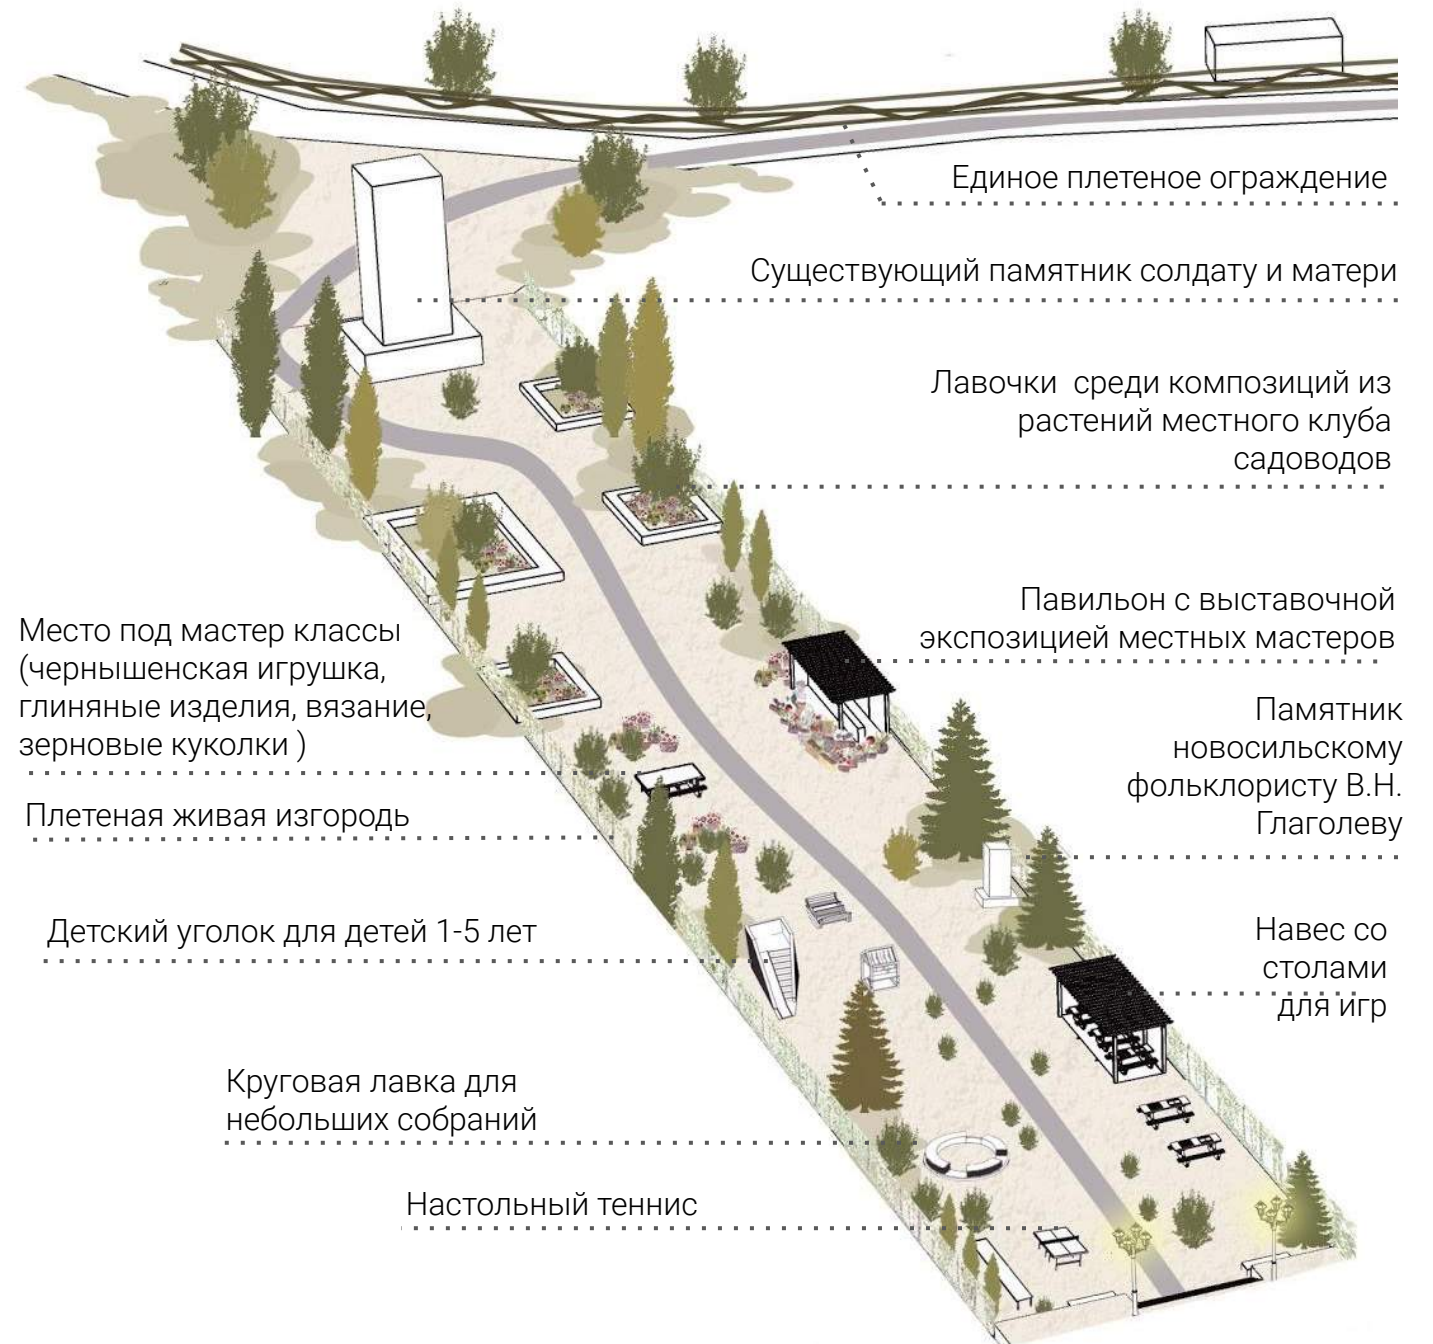 Единое плетеное ограждение
Существующий памятник солдату и матери
Лавочки среди композиций из
растений местного клуба
садоводов
Павильон с выставочной
экспозицией местных мастеров
Место под мастер классы
(чернышенская игрушка,
глиняные изделия, вязание,
зерновые куколки )
Памятник
новосильскому
фольклористу В.Н.
Глаголеву
Плетеная живая изгородь
Детский уголок для детей 1-5 лет
Навес со
столами
для игр
Круговая лавка для
небольших собраний
Настольный теннис